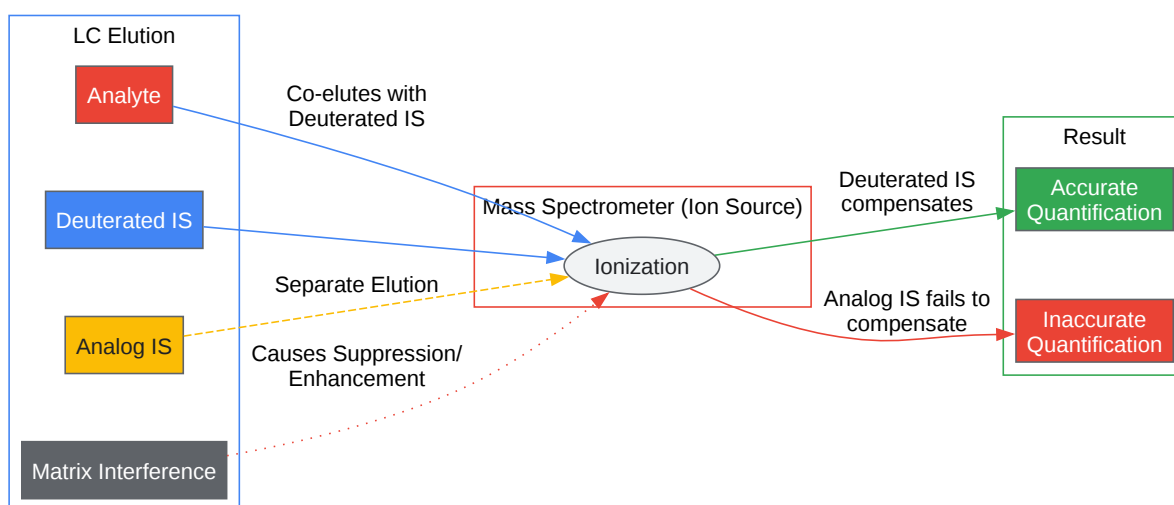 LC Elution
Analyte
Deuterated IS
Analog IS
Matrix Interference
Co-elutes with
Deuterated IS
Separate Elution
Causes Suppression/
Enhancement
Mass Spectrometer (Ion Source)
Ionization
Deuterated IS
compensates
Analog IS fails to
compensate
Result
Accurate
Quantification
Inaccurate
Quantification